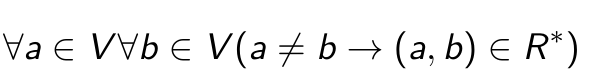 ∀a ∈ V∀b ∈ V(a ≠ b → (a, b) ∈ R*)